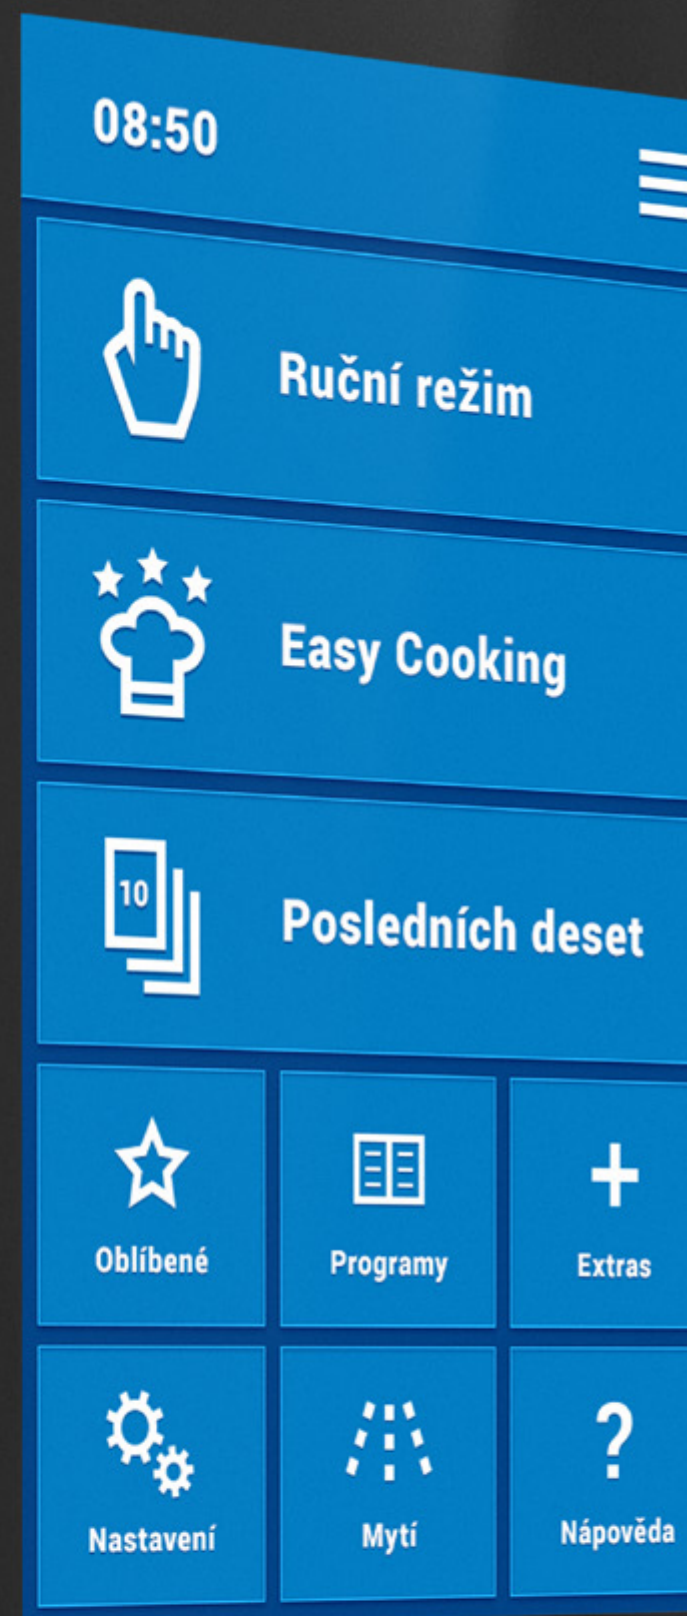 08:50
Ruční režim
Easy Cooking
10
Posledních deset
Oblíbené
Programy
+
Extras
Nastavení
Mytí
?
Nápověda